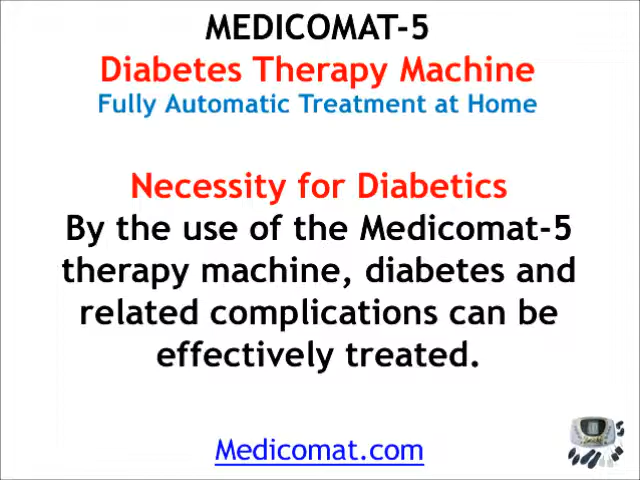 MEDICOMAT-5
Diabetes Therapy Machine
Fully Automatic Treatment at Home
Necessity for Diabetics
By the use of the Medicomat-5
therapy machine, diabetes and
related complications can be
effectively treated.
Medicomat.com